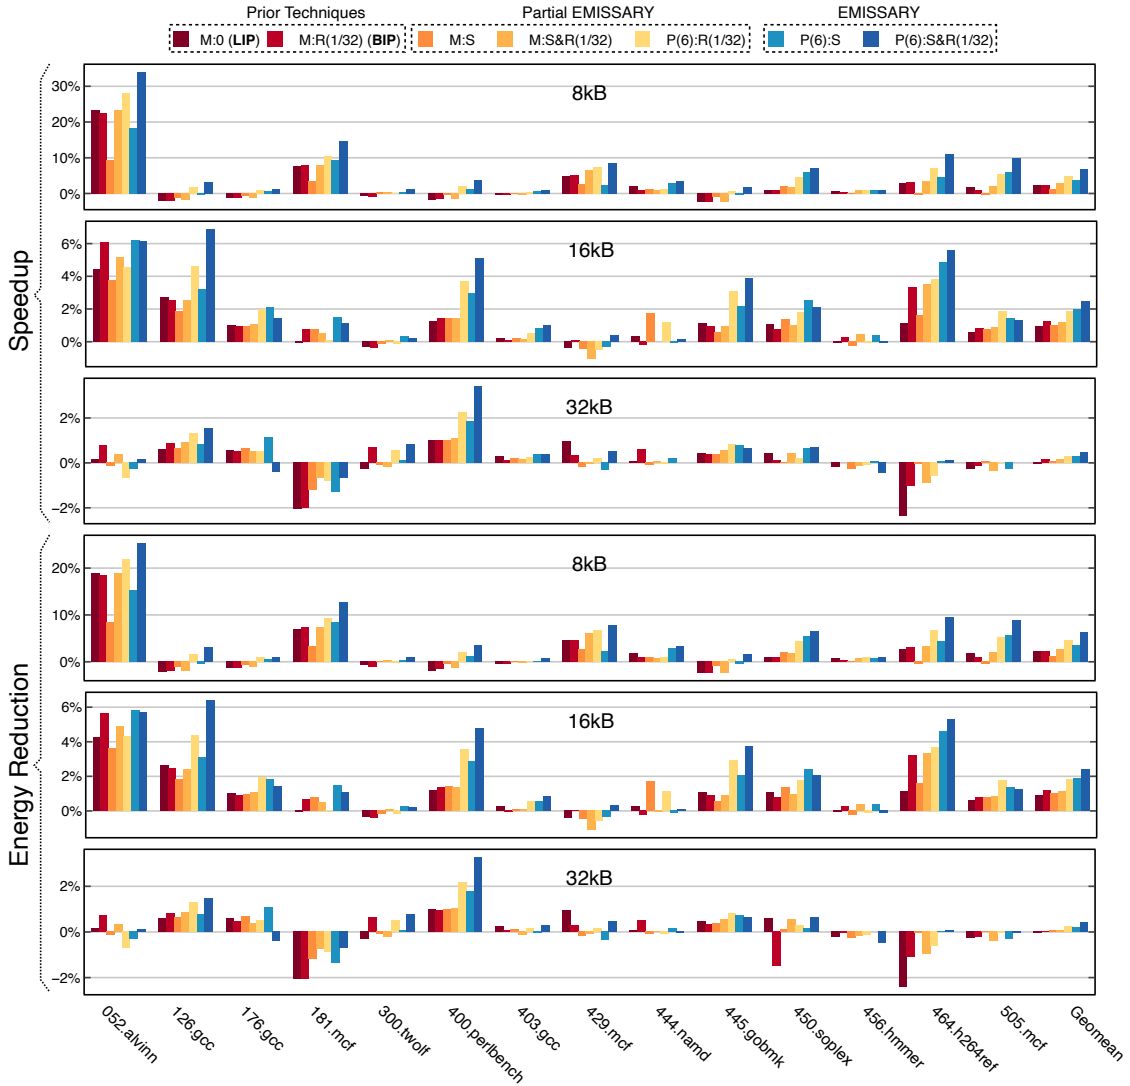 Prior Techniques Partial EMISSARY EMISSARY
M:0 (LIP) M:R(1/32) (BIP) M:S M:S&R(1/32) P(6):R(1/32) P(6):S P(6):S&R(1/32)
Speedup
8kB
30%
20%
10%
0%
16kB
6%
4%
2%
0%
32kB
2%
0%
−2%
Energy Reduction
8kB
20%
10%
0%
16kB
6%
4%
2%
0%
32kB
2%
0%
−2%
052.alvinn 126.gcc 176.gcc 181.mcf 300.twolf 400.perlbench 403.gcc 429.mcf 444.namd 445.gobmk 450.soplex 456.hmmer 464.h264ref 505.mcf Geomean